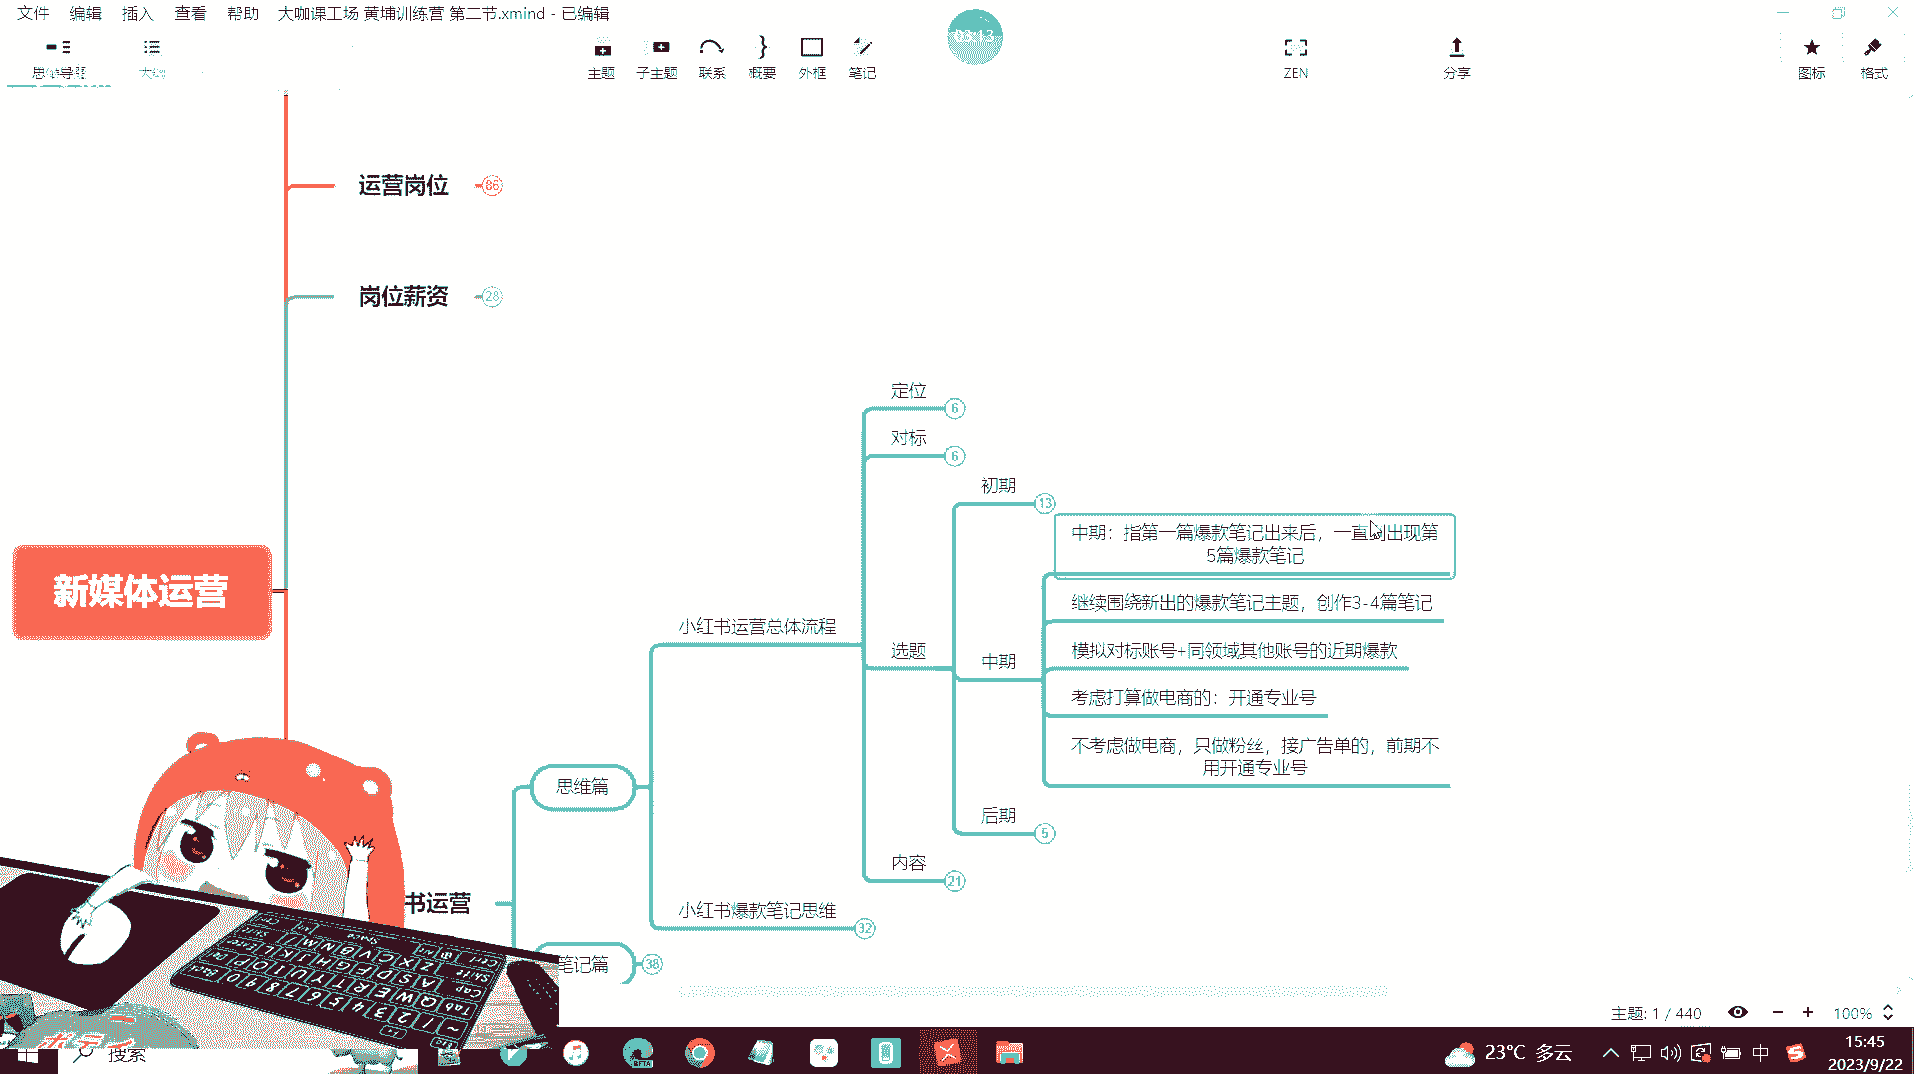 文件 编辑 插入 查看 帮助 大咖课工场 黄埔训练营 第二节.xmind - 已编辑
03:13
思维导图 大纲 主题 子主题 联系 概要 外框 笔记 ZEN 分享 图标 格式
运营岗位 86
岗位薪资 28
定位 6
对标 6
初期 13
中期：指第一篇爆款笔记出来后，一直到出现第
5篇爆款笔记
新媒体运营
继续围绕新出的爆款笔记主题，创作3-4篇笔记
小红书运营总体流程
选题
模拟对标账号+同领域其他账号的近期爆款
中期
考虑打算做电商的：开通专业号
不考虑做电商，只做粉丝，接广告单的，前期不
用开通专业号
思维篇
后期 5
内容 21
书运营
小红书爆款笔记思维 32
笔记篇 38
主题: 1 / 440 100%
搜索
23°C 多云 中 15:45
2023/9/22